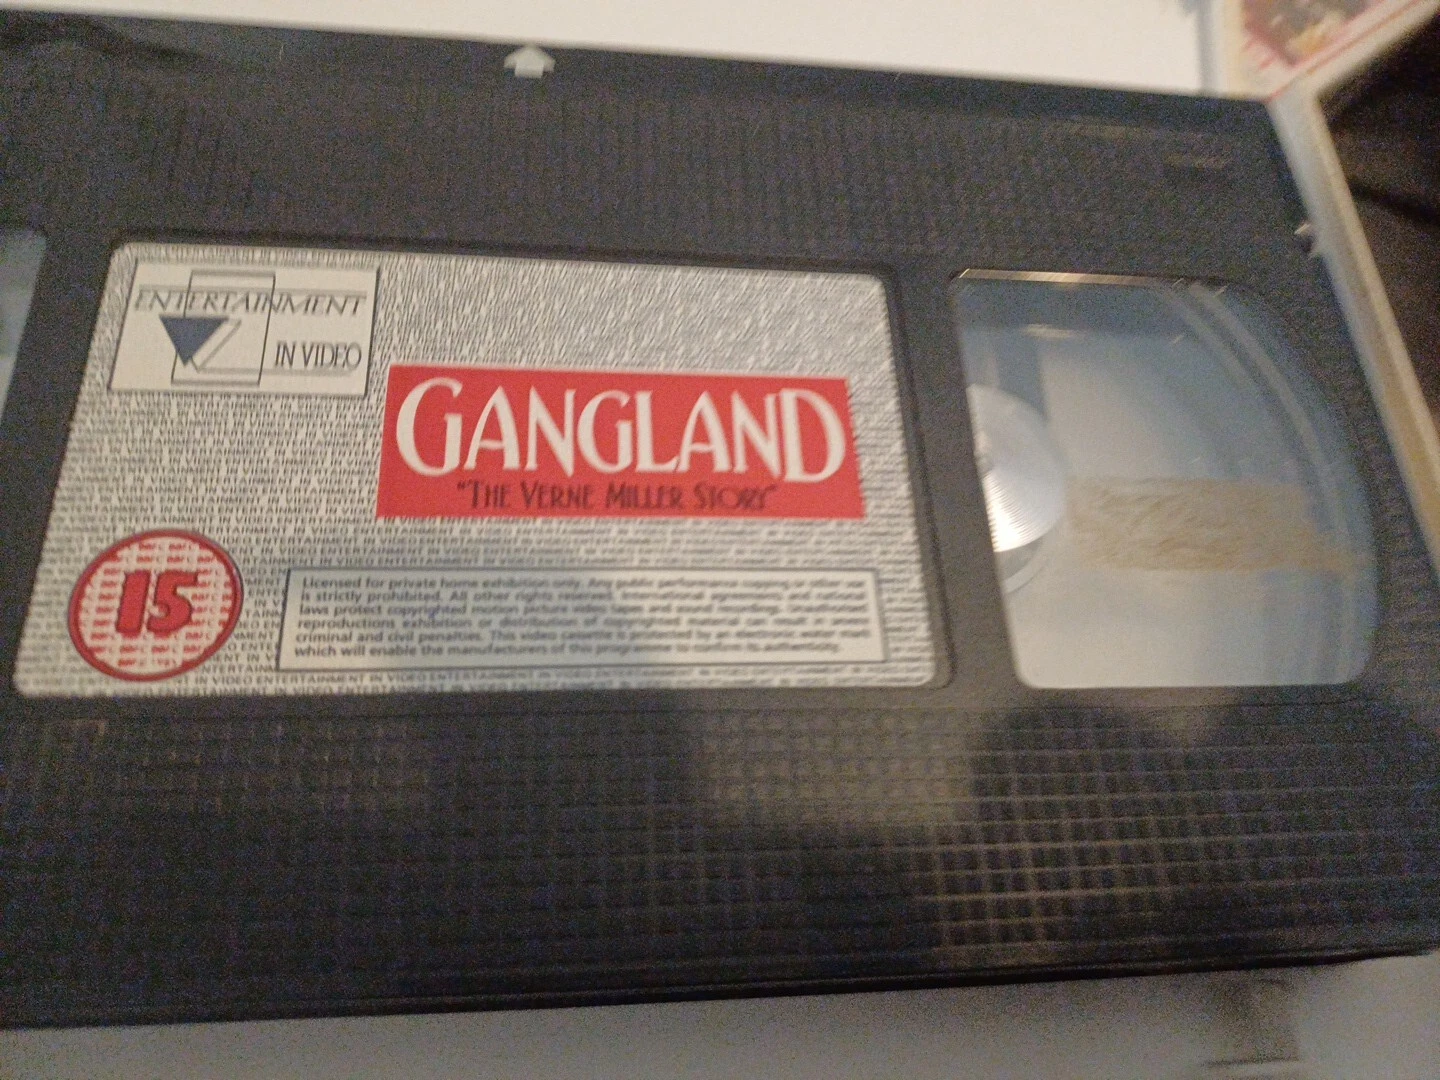 ENTERTAINMENT
IN VIDEO
GANGLAND
"THE VERNE MILLER STORY"
15
Licensed for private home exhibition only. Any public performance copying or other use
is strictly prohibited. All other rights reserved. International agreements and national
laws protect copyrighted motion picture video tapes and sound recording. Unauthorised
reproductions exhibition or distribution of copyrighted material can result in severe
criminal and civil penalties. This video cassette is protected by an electronic water mark
which will enable the manufacturers of this programme to confirm its authenticity.